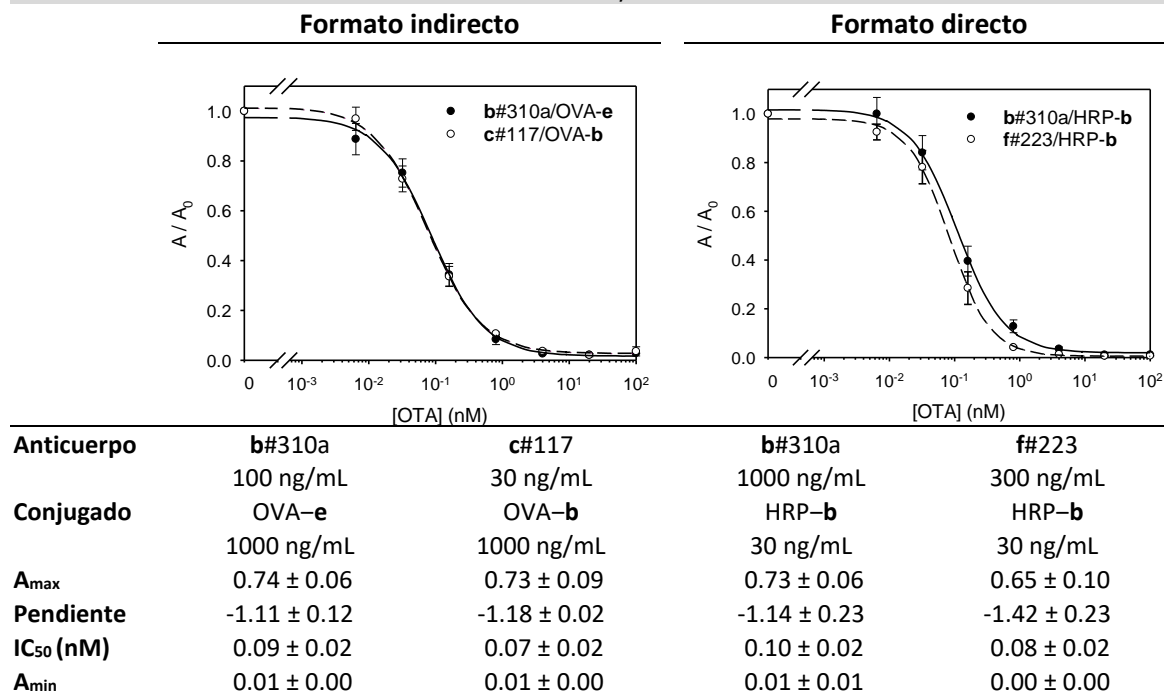 Formato indirecto Formato directo
b#310a/OVA-e
c#117/OVA-b
1.0
0.8
0.6
0.4
0.2
0.0
A / A0
0 10-3 10-2 10-1 100 101 102
[OTA] (nM)
b#310a/HRP-b
f#223/HRP-b
1.0
0.8
0.6
0.4
0.2
0.0
A / A0
0 10-3 10-2 10-1 100 101 102
[OTA] (nM)
Anticuerpo b#310a c#117 b#310a f#223
100 ng/mL 30 ng/mL 1000 ng/mL 300 ng/mL
Conjugado OVA–e OVA–b HRP–b HRP–b
1000 ng/mL 1000 ng/mL 30 ng/mL 30 ng/mL
Amax 0.74 ± 0.06 0.73 ± 0.09 0.73 ± 0.06 0.65 ± 0.10
Pendiente -1.11 ± 0.12 -1.18 ± 0.02 -1.14 ± 0.23 -1.42 ± 0.23
IC50 (nM) 0.09 ± 0.02 0.07 ± 0.02 0.10 ± 0.02 0.08 ± 0.02
Amin 0.01 ± 0.00 0.01 ± 0.00 0.01 ± 0.01 0.00 ± 0.00